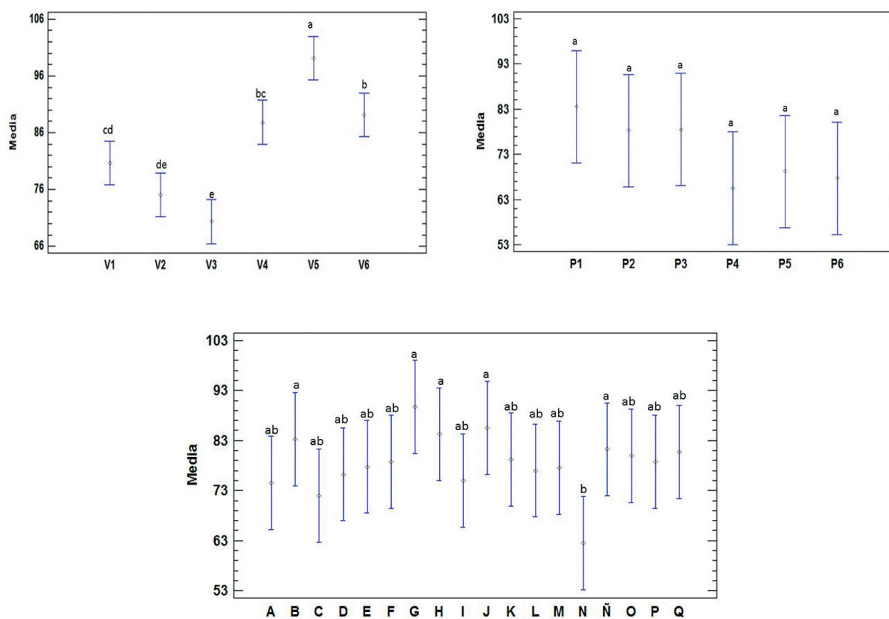 106
96
86
76
66
Media
cd
de
e
bc
a
b
V1 V2 V3 V4 V5 V6
103
93
83
73
63
53
Media
a a a a a a
P1 P2 P3 P4 P5 P6
103
93
83
73
63
53
Media
ab a ab ab ab ab a a ab a ab ab ab b a ab ab ab
A B C D E F G H I J K L M N Ñ O P Q